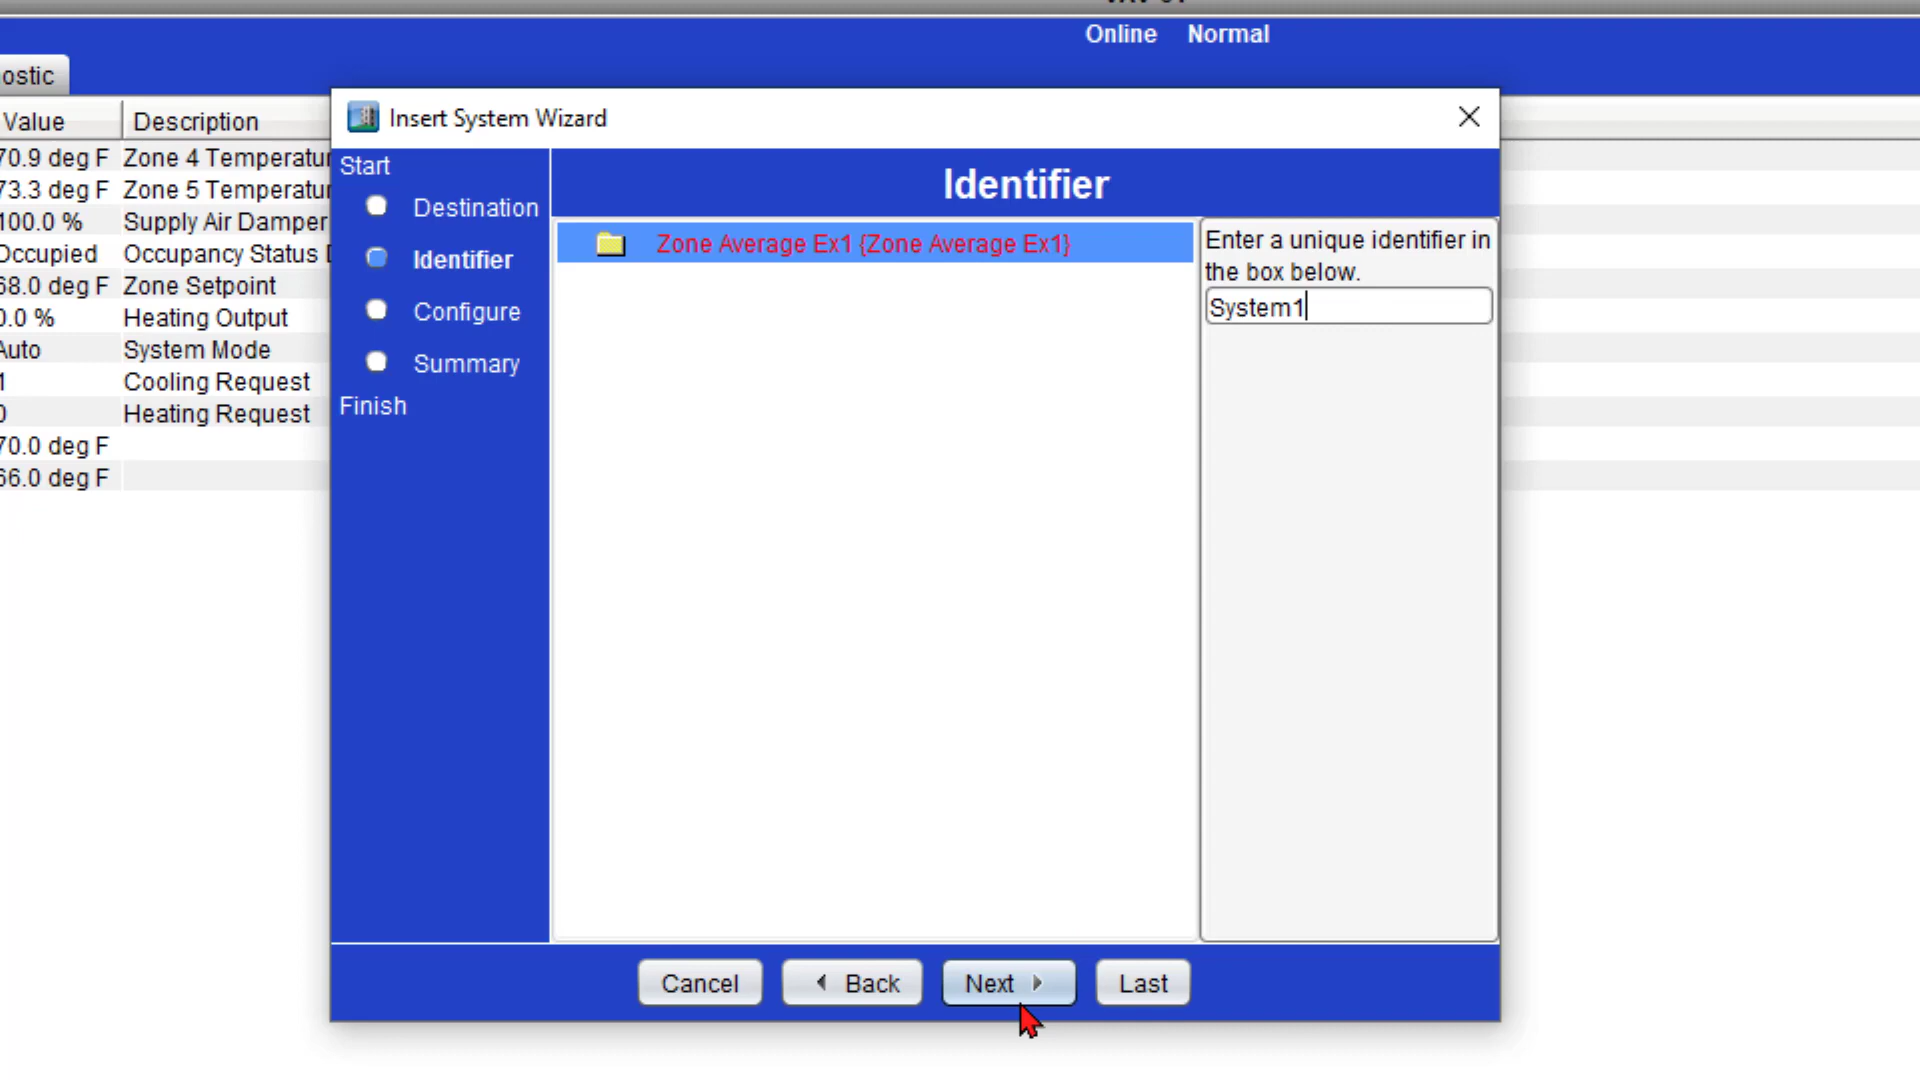 Online Normal
ostic
Value Description
70.9 deg F Zone 4 Temperatur
73.3 deg F Zone 5 Temperatur
100.0 % Supply Air Damper
Occupied Occupancy Status D
68.0 deg F Zone Setpoint
0.0 % Heating Output
Auto System Mode
1 Cooling Request
0 Heating Request
70.0 deg F
66.0 deg F
Insert System Wizard
Start
Destination
Identifier
Configure
Summary
Finish
Identifier
Zone Average Ex1 {Zone Average Ex1}
Enter a unique identifier in
the box below.
System1
Cancel
Back
Next
Last